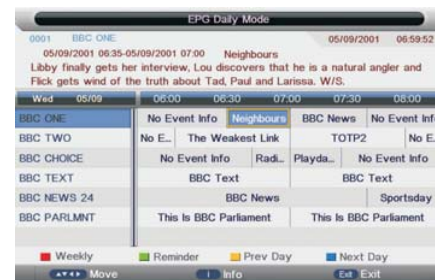 EPG Daily Mode
0001 BBC ONE 05/09/2001 06:59:52
05/09/2001 06:35-05/09/2001 07:00 Neighbours
Libby finally gets her interview, Lou discovers that he is a natural angler and
Flick gets wind of the truth about Tad, Paul and Larissa. W/S.
Wed 05/09 06:00 06:30 07:00 07:30 08:00
BBC ONE No Event Info Neighbours BBC News No Event Inf
BBC TWO No E... The Weakest Link TOTP2 No E.
BBC CHOICE No Event Info Radi... Playda... No Event Info
BBC TEXT BBC Text BBC Text
BBC NEWS 24 BBC News Sportsday
BBC PARLMNT This Is BBC Parliament This Is BBC Parliament
Weekly Reminder Prev Day Next Day
Move i Info Exit Exit